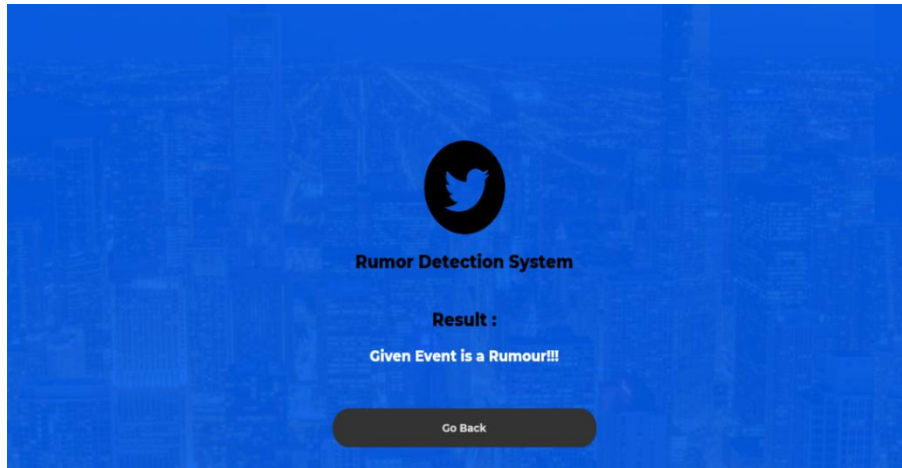 Rumor Detection System
Result :
Given Event is a Rumour!!!
Go Back